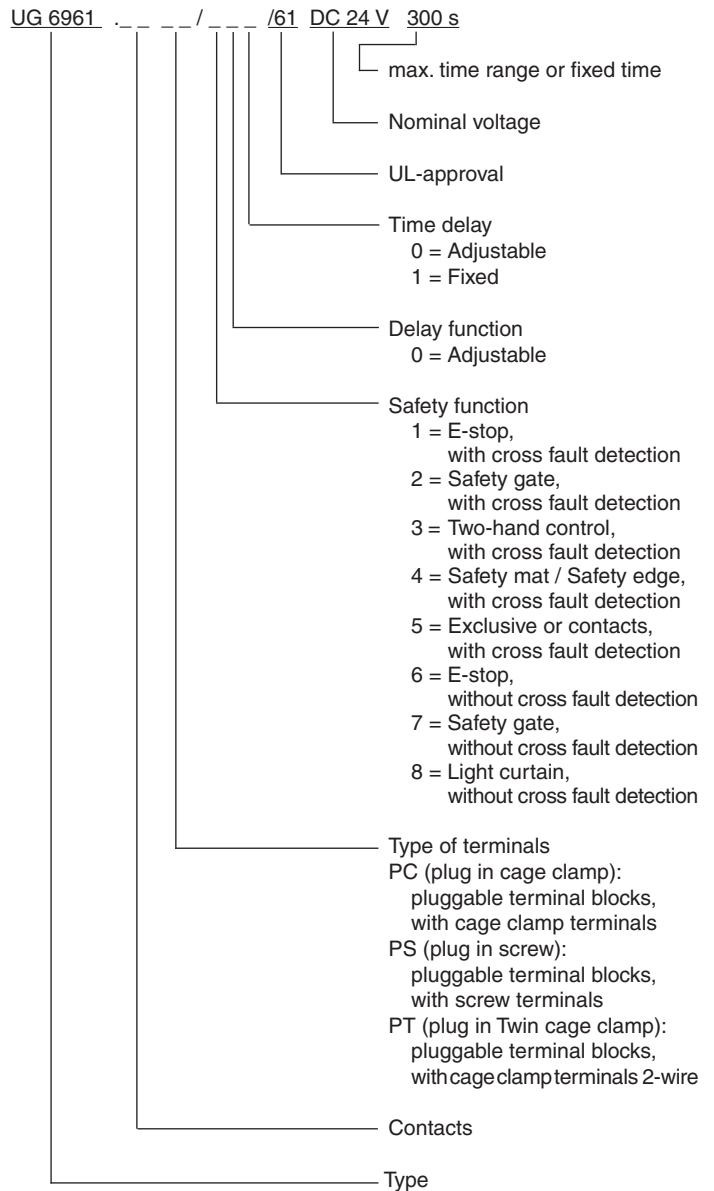 UG 6961 ._ _ _ _ / _ _ _ /61 DC 24 V 300 s
max. time range or fixed time
Nominal voltage
UL-approval
Time delay
0 = Adjustable
1 = Fixed
Delay function
0 = Adjustable
Safety function
1 = E-stop,
with cross fault detection
2 = Safety gate,
with cross fault detection
3 = Two-hand control,
with cross fault detection
4 = Safety mat / Safety edge,
with cross fault detection
5 = Exclusive or contacts,
with cross fault detection
6 = E-stop,
without cross fault detection
7 = Safety gate,
without cross fault detection
8 = Light curtain,
without cross fault detection
Type of terminals
PC (plug in cage clamp):
pluggable terminal blocks,
with cage clamp terminals
PS (plug in screw):
pluggable terminal blocks,
with screw terminals
PT (plug in Twin cage clamp):
pluggable terminal blocks,
with cage clamp terminals 2-wire
Contacts
Type